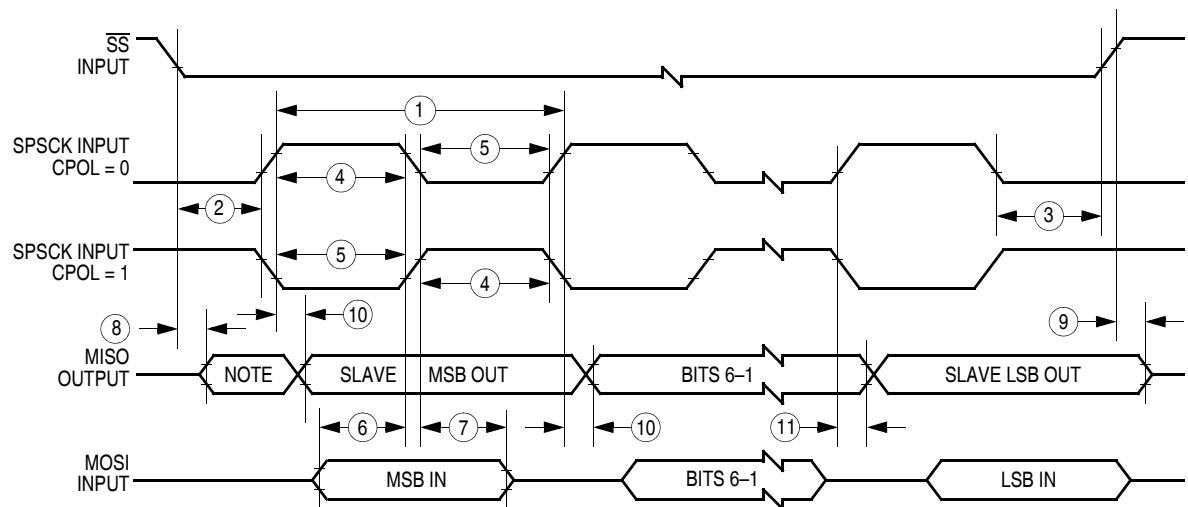 SS
INPUT
1
SPSCK INPUT
CPOL = 0
5
4
2
3
SPSCK INPUT
CPOL = 1
5
4
8
10
9
MISO
OUTPUT
NOTE
SLAVE MSB OUT
BITS 6–1
SLAVE LSB OUT
6
7
10
11
MOSI
INPUT
MSB IN
BITS 6–1
LSB IN